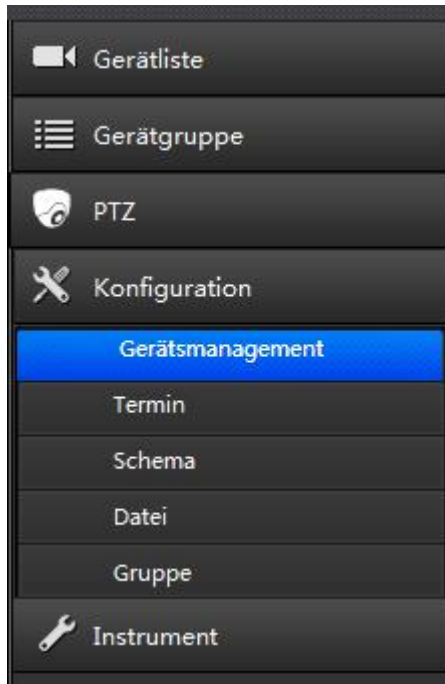 Gerätliste
Gerätgruppe
PTZ
Konfiguration
Gerätsmanagement
Termin
Schema
Datei
Gruppe
Instrument